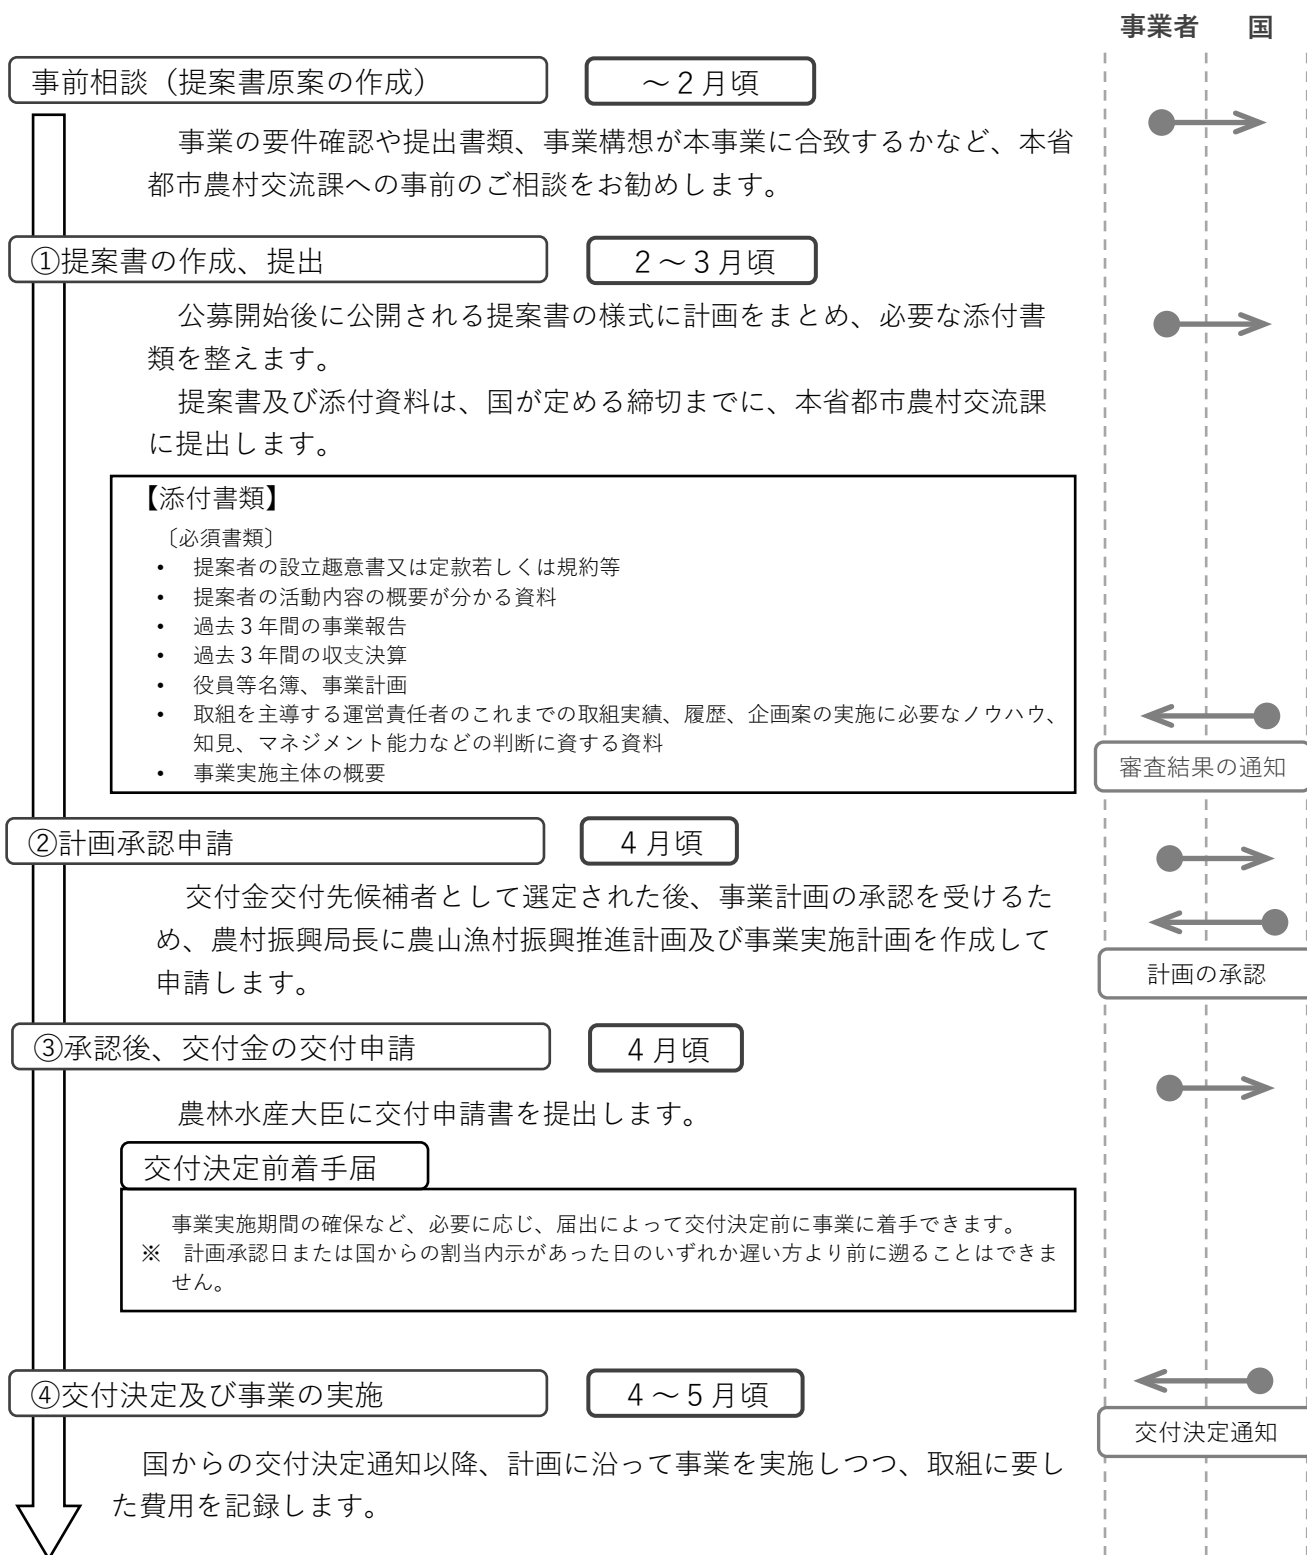 事業者 国
事前相談（提案書原案の作成） ～２月頃
事業の要件確認や提出書類、事業構想が本事業に合致するかなど、本省
都市農村交流課への事前のご相談をお勧めします。
①提案書の作成、提出 ２～３月頃
公募開始後に公開される提案書の様式に計画をまとめ、必要な添付書
類を整えます。
提案書及び添付資料は、国が定める締切までに、本省都市農村交流課
に提出します。
【添付書類】
〔必須書類〕
• 提案者の設立趣意書又は定款若しくは規約等
• 提案者の活動内容の概要が分かる資料
• 過去３年間の事業報告
• 過去３年間の収支決算
• 役員等名簿、事業計画
• 取組を主導する運営責任者のこれまでの取組実績、履歴、企画案の実施に必要なノウハウ、
知見、マネジメント能力などの判断に資する資料
• 事業実施主体の概要
審査結果の通知
②計画承認申請 ４月頃
交付金交付先候補者として選定された後、事業計画の承認を受けるた
め、農村振興局長に農山漁村振興推進計画及び事業実施計画を作成して
申請します。
計画の承認
③承認後、交付金の交付申請 ４月頃
農林水産大臣に交付申請書を提出します。
交付決定前着手届
事業実施期間の確保など、必要に応じ、届出によって交付決定前に事業に着手できます。
※ 計画承認日または国からの割当内示があった日のいずれか遅い方より前に遡ることはできま
せん。
④交付決定及び事業の実施 ４～５月頃
交付決定通知
国からの交付決定通知以降、計画に沿って事業を実施しつつ、取組に要し
た費用を記録します。